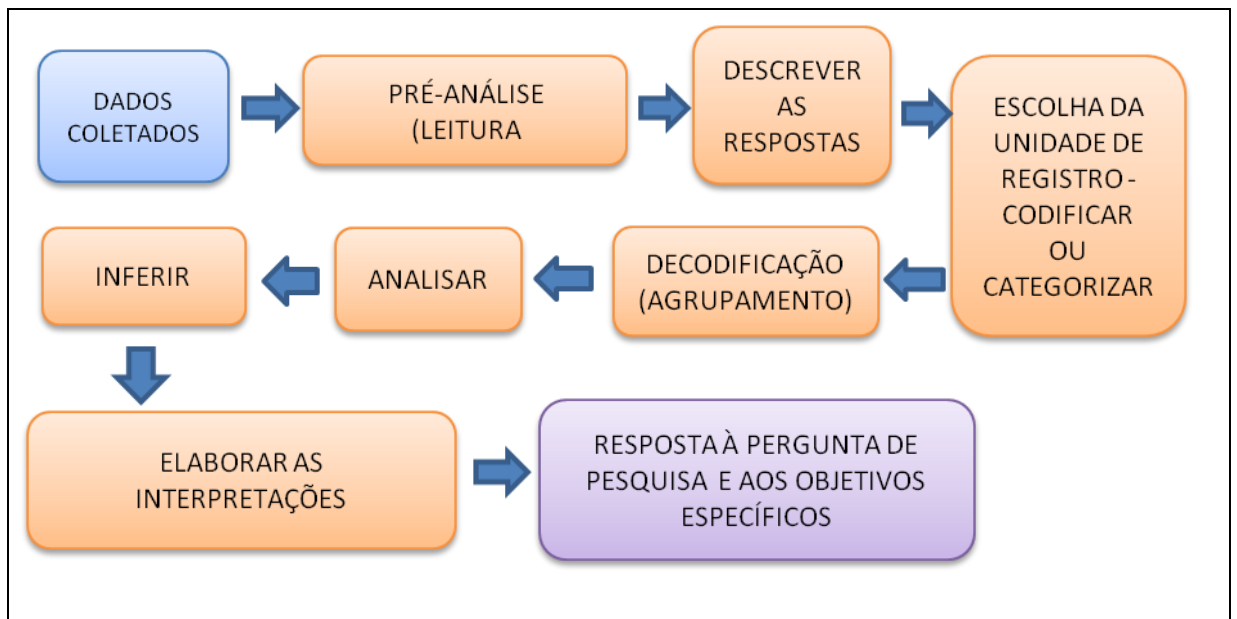 DADOS
COLETADOS
PRÉ-ANÁLISE
(LEITURA
DESCREVER
AS
RESPOSTAS
ESCOLHA DA
UNIDADE DE
REGISTRO -
CODIFICAR
OU
CATEGORIZAR
DECODIFICAÇÃO
(AGRUPAMENTO)
ANALISAR
INFERIR
ELABORAR AS
INTERPRETAÇÕES
RESPOSTA À PERGUNTA DE
PESQUISA E AOS OBJETIVOS
ESPECÍFICOS